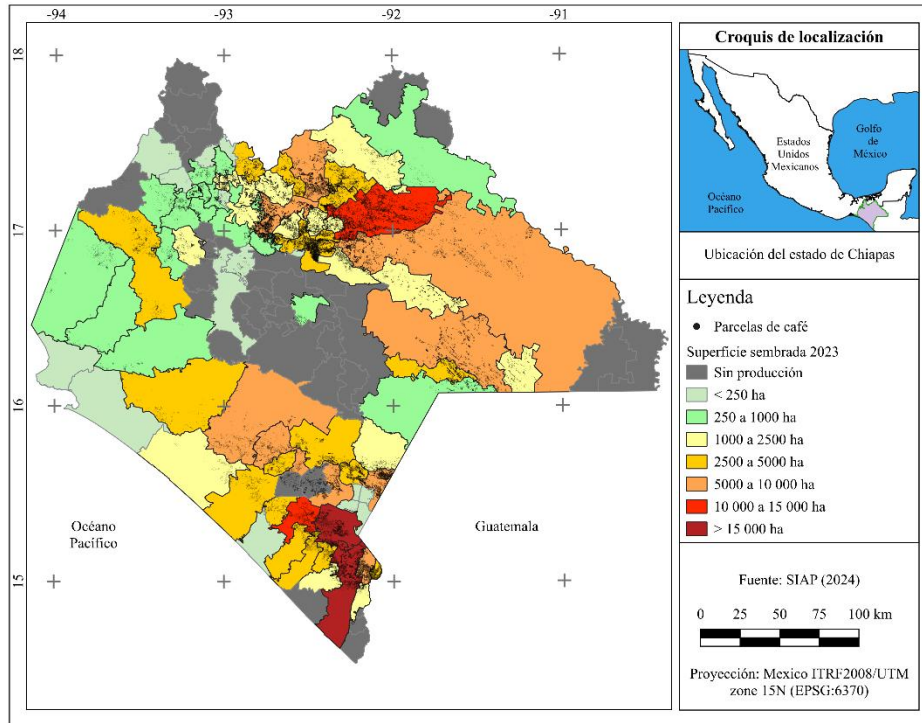 -94
-93
-92
-91
18
17
16
15
Océano
Pacífico
Guatemala
Croquis de localización
Estados
Unidos
Mexicanos
Golfo
de
México
Océano
Pacífico
Ubicación del estado de Chiapas
Leyenda
Parcelas de café
Superficie sembrada 2023
Sin producción
< 250 ha
250 a 1000 ha
1000 a 2500 ha
2500 a 5000 ha
5000 a 10 000 ha
10 000 a 15 000 ha
> 15 000 ha
Fuente: SIAP (2024)
0 25 50 75 100 km
Proyección: Mexico ITRF2008/UTM
zone 15N (EPSG:6370)